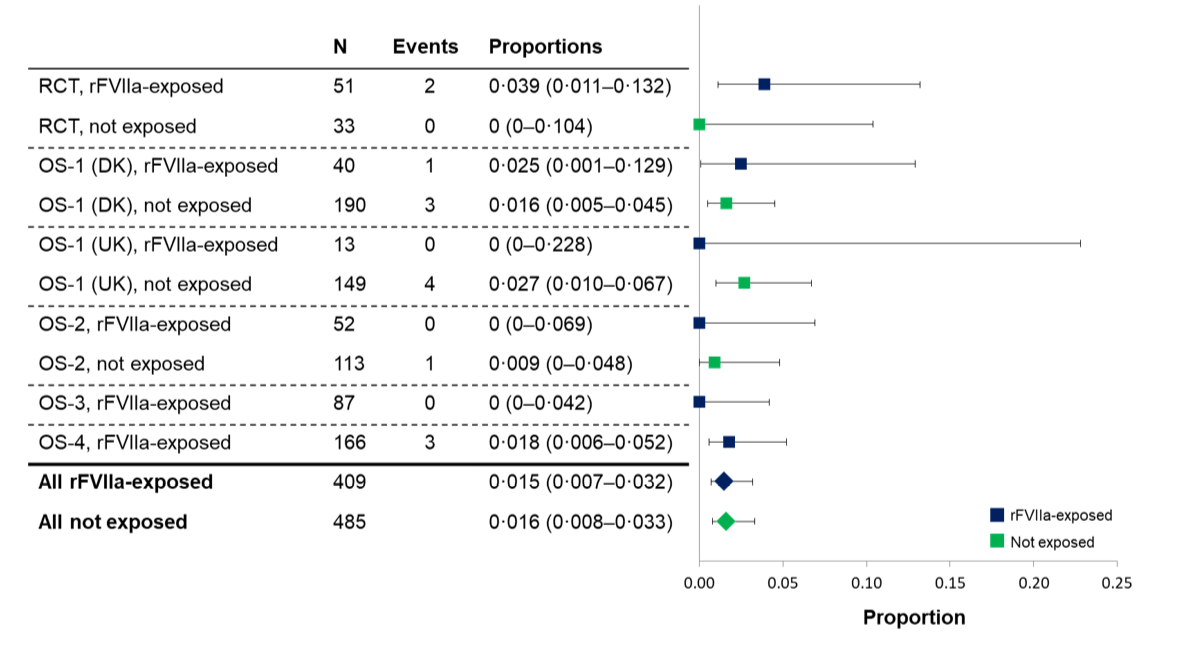 N Events Proportions
RCT, rFVIIa-exposed 51 2 0·039 (0·011–0·132)
RCT, not exposed 33 0 0 (0–0·104)
OS-1 (DK), rFVIIa-exposed 40 1 0·025 (0·001–0·129)
OS-1 (DK), not exposed 190 3 0·016 (0·005–0·045)
OS-1 (UK), rFVIIa-exposed 13 0 0 (0–0·228)
OS-1 (UK), not exposed 149 4 0·027 (0·010–0·067)
OS-2, rFVIIa-exposed 52 0 0 (0–0·069)
OS-2, not exposed 113 1 0·009 (0–0·048)
OS-3, rFVIIa-exposed 87 0 0 (0–0·042)
OS-4, rFVIIa-exposed 166 3 0·018 (0·006–0·052)
All rFVIIa-exposed 409 0·015 (0·007–0·032)
All not exposed 485 0·016 (0·008–0·033)
rFVIIa-exposed
Not exposed
0.00 0.05 0.10 0.15 0.20 0.25
Proportion